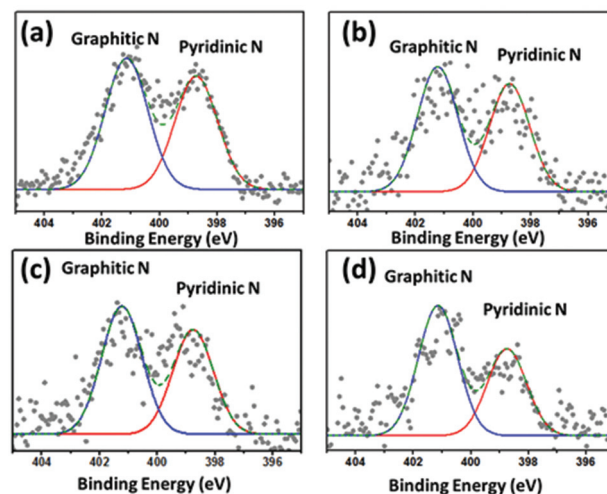 (a)
Graphitic N
Pyridinic N
404 402 400 398 396
Binding Energy (eV)
(b)
Graphitic N
Pyridinic N
404 402 400 398 396
Binding Energy (eV)
(c)
Graphitic N
Pyridinic N
404 402 400 398 396
Binding Energy (eV)
(d)
Graphitic N
Pyridinic N
404 402 400 398 396
Binding Energy (eV)